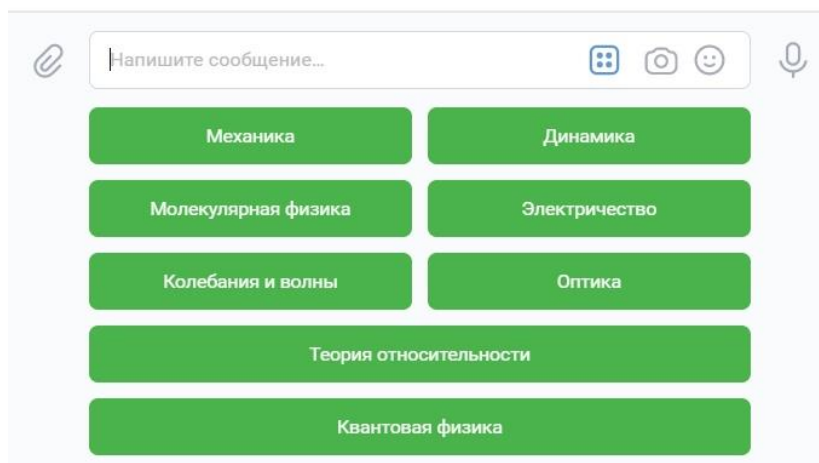 Напишите сообщение...
Механика
Динамика
Молекулярная физика
Электричество
Колебания и волны
Оптика
Теория относительности
Квантовая физика